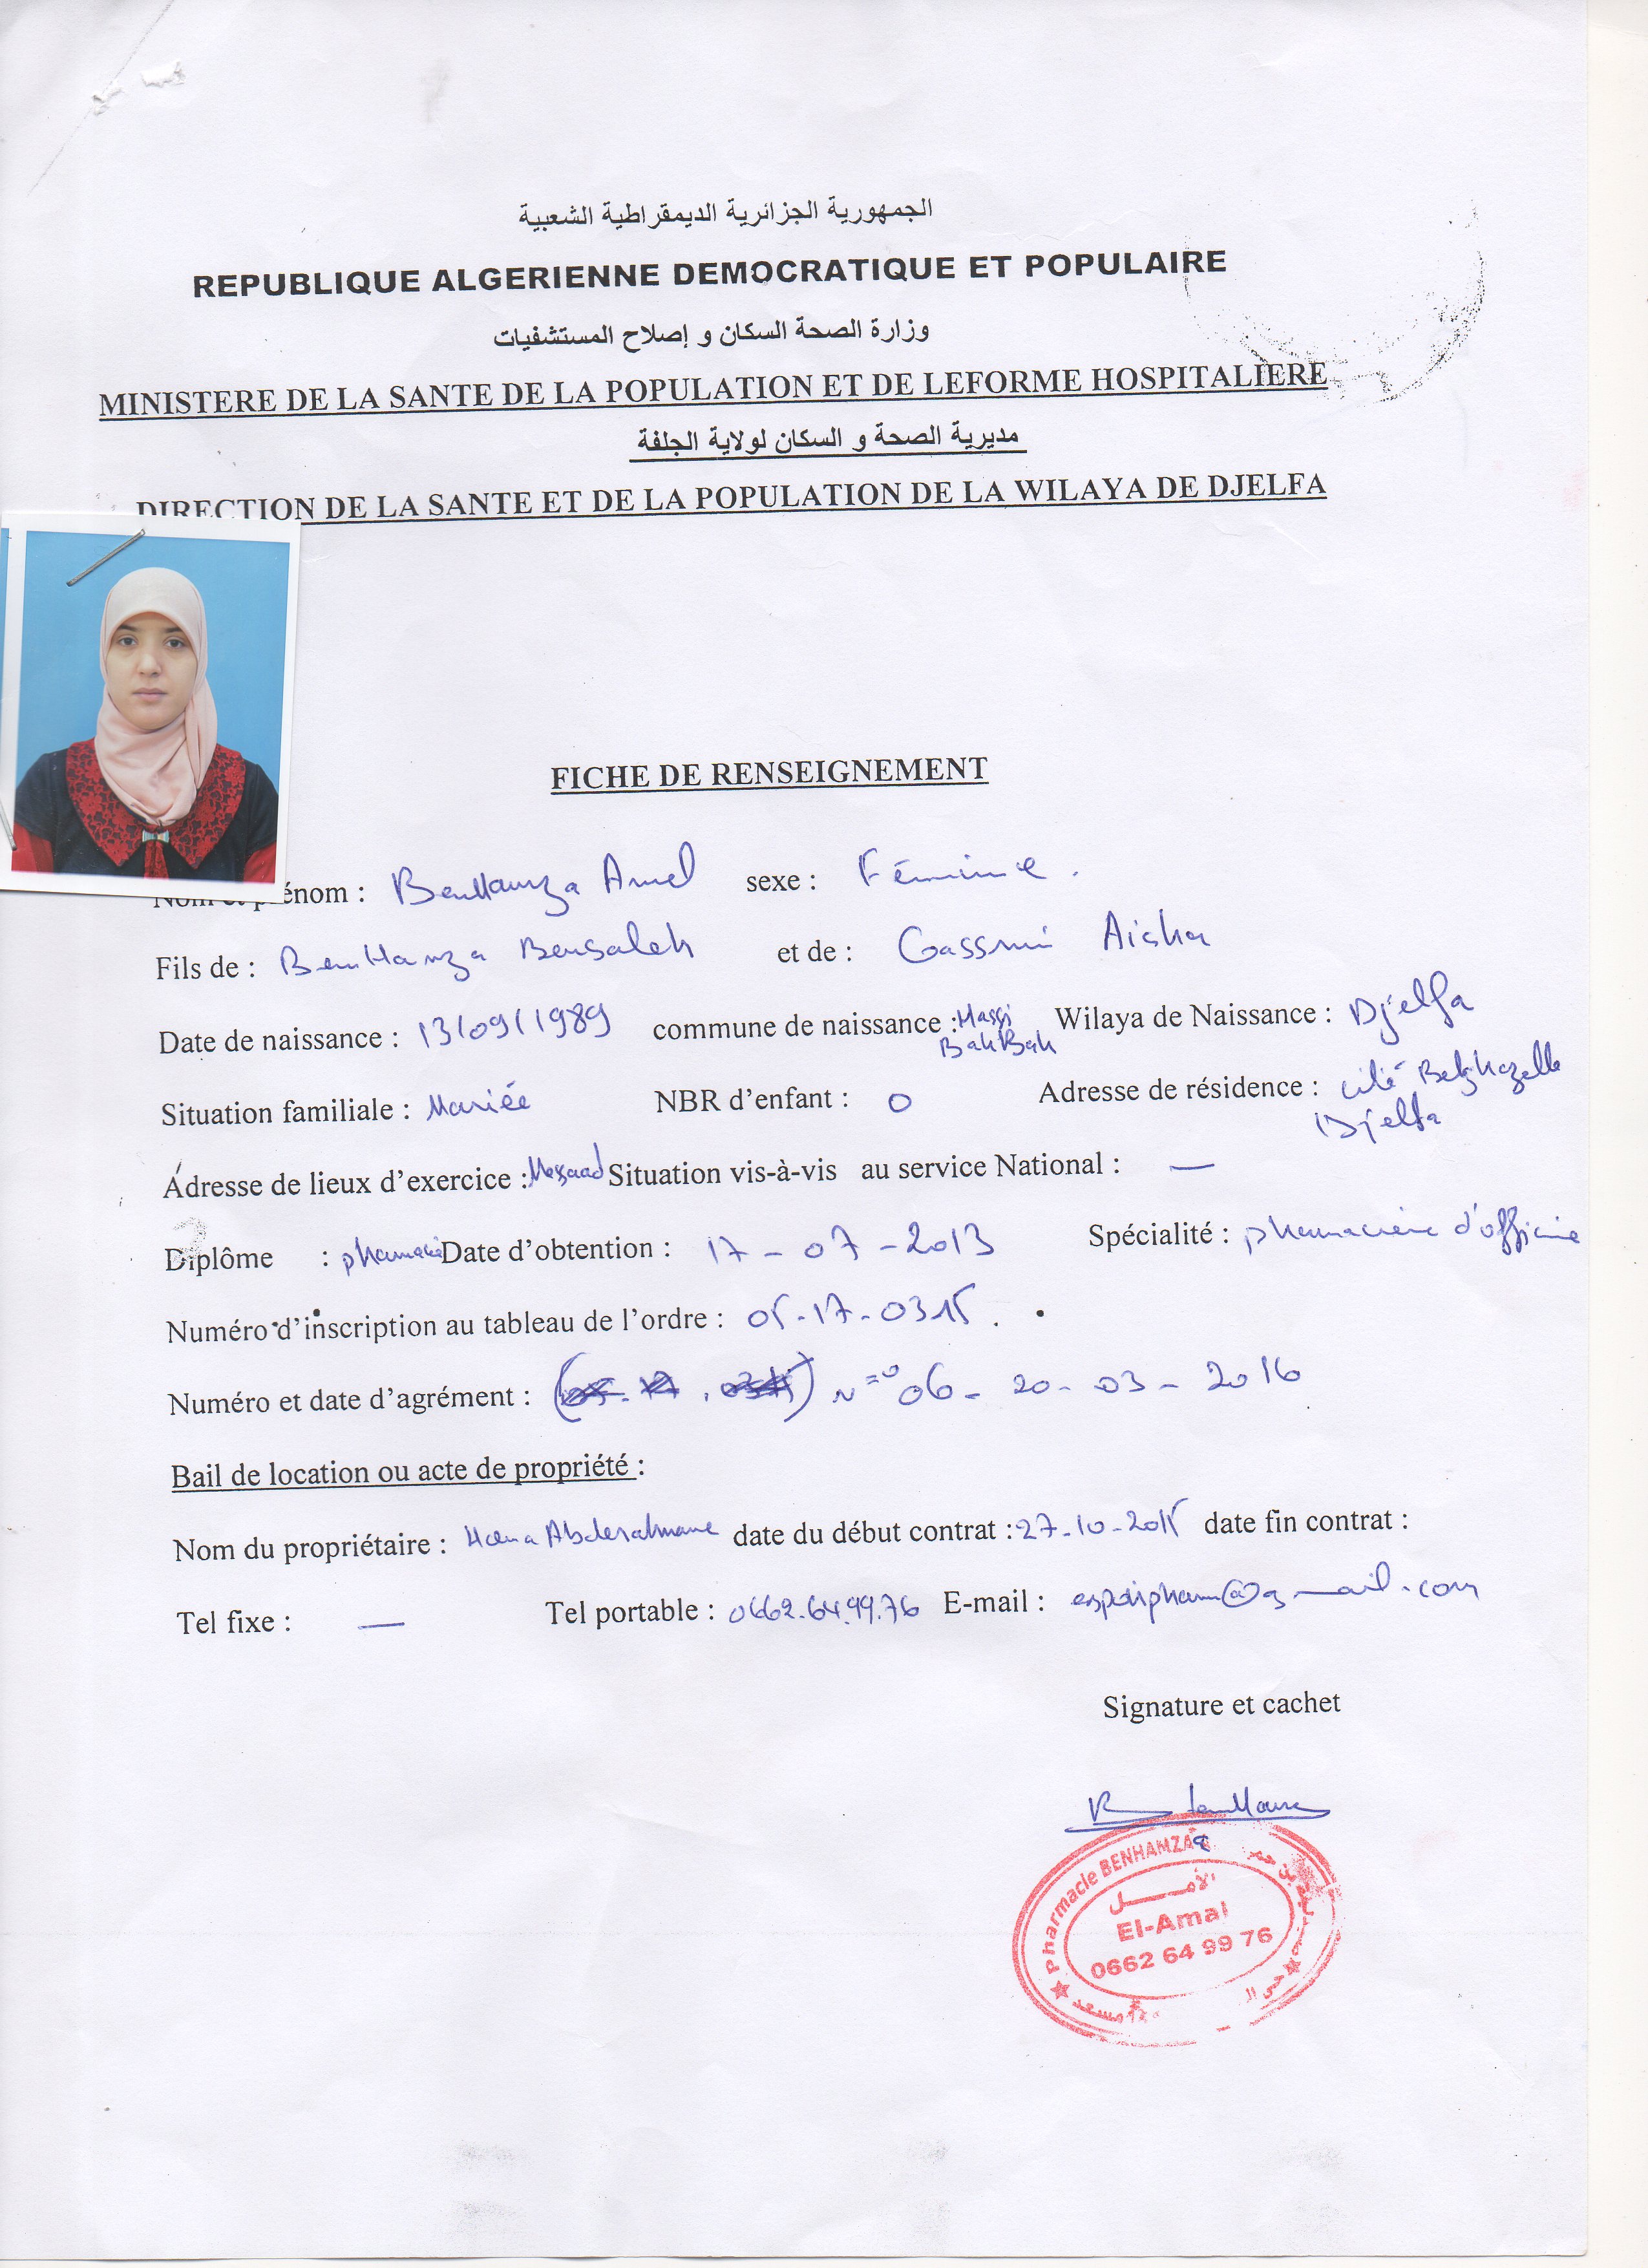 الجمهورية الجزائرية الديمقراطية الشعبية
REPUBLIQUE ALGERIENNE DEMOCRATIQUE ET POPULAIRE
وزارة الصحة السكان و إصلاح المستشفيات
MINISTERE DE LA SANTE DE LA POPULATION ET DE LEFORME HOSPITALIERE
مديرية الصحة و السكان لولاية الجلفة
DIRECTION DE LA SANTE ET DE LA POPULATION DE LA WILAYA DE DJELFA
FICHE DE RENSEIGNEMENT
Nom et prénom : BenHamza Amel sexe : Féminine.
Fils de : BenHamza Bensaleh et de : Gassmi Aicha
Date de naissance : 13/09/1989 commune de naissance : Hassi BahBah Wilaya de Naissance : Djelfa
Situation familiale : Mariée NBR d'enfant : 0 Adresse de résidence : cité Djelfa
Adresse de lieux d'exercice : Messaad Situation vis-à-vis au service National : —
Diplôme : pharmacie Date d'obtention : 17-07-2013 Spécialité : pharmacienne d'officine
Numéro d'inscription au tableau de l'ordre : 05-17-0315.
Numéro et date d'agrément : N° 06-20-03-2016
Bail de location ou acte de propriété :
Nom du propriétaire : Abderahmane date du début contrat : 27-10-2015 date fin contrat :
Tel fixe : — Tel portable : 0662.64.99.76 E-mail : @gmail.com
Signature et cachet
Pharmacie BENHAMZA
الأمــــل
El-Amal
0662 64 99 76
مسعد